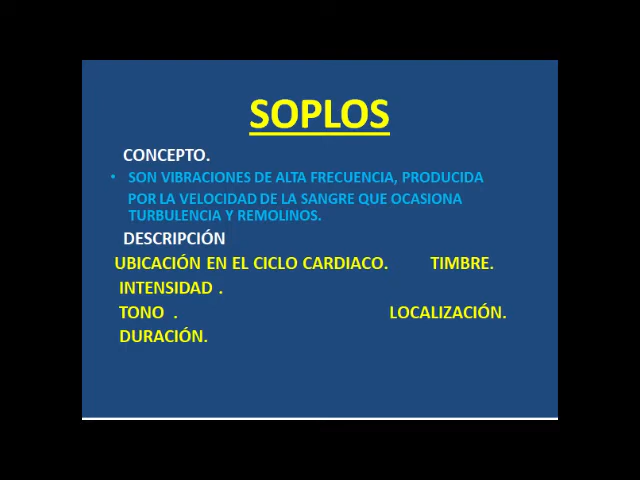 SOPLOS
CONCEPTO.
• SON VIBRACIONES DE ALTA FRECUENCIA, PRODUCIDA
POR LA VELOCIDAD DE LA SANGRE QUE OCASIONA
TURBULENCIA Y REMOLINOS.
DESCRIPCIÓN
UBICACIÓN EN EL CICLO CARDIACO. TIMBRE.
INTENSIDAD .
TONO . LOCALIZACIÓN.
DURACIÓN.